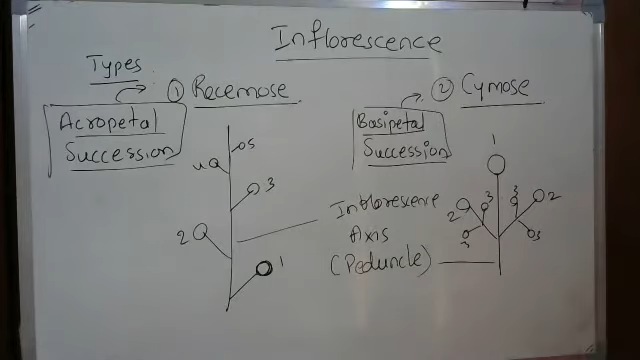 Inflorescence
Types
① Recemose
Acropetal
Succession
5
4
3
2
1
② Cymose
Basipetal
Succession
1
2
3
3
2
3
3
Inflorescence
Axis
(Peduncle)